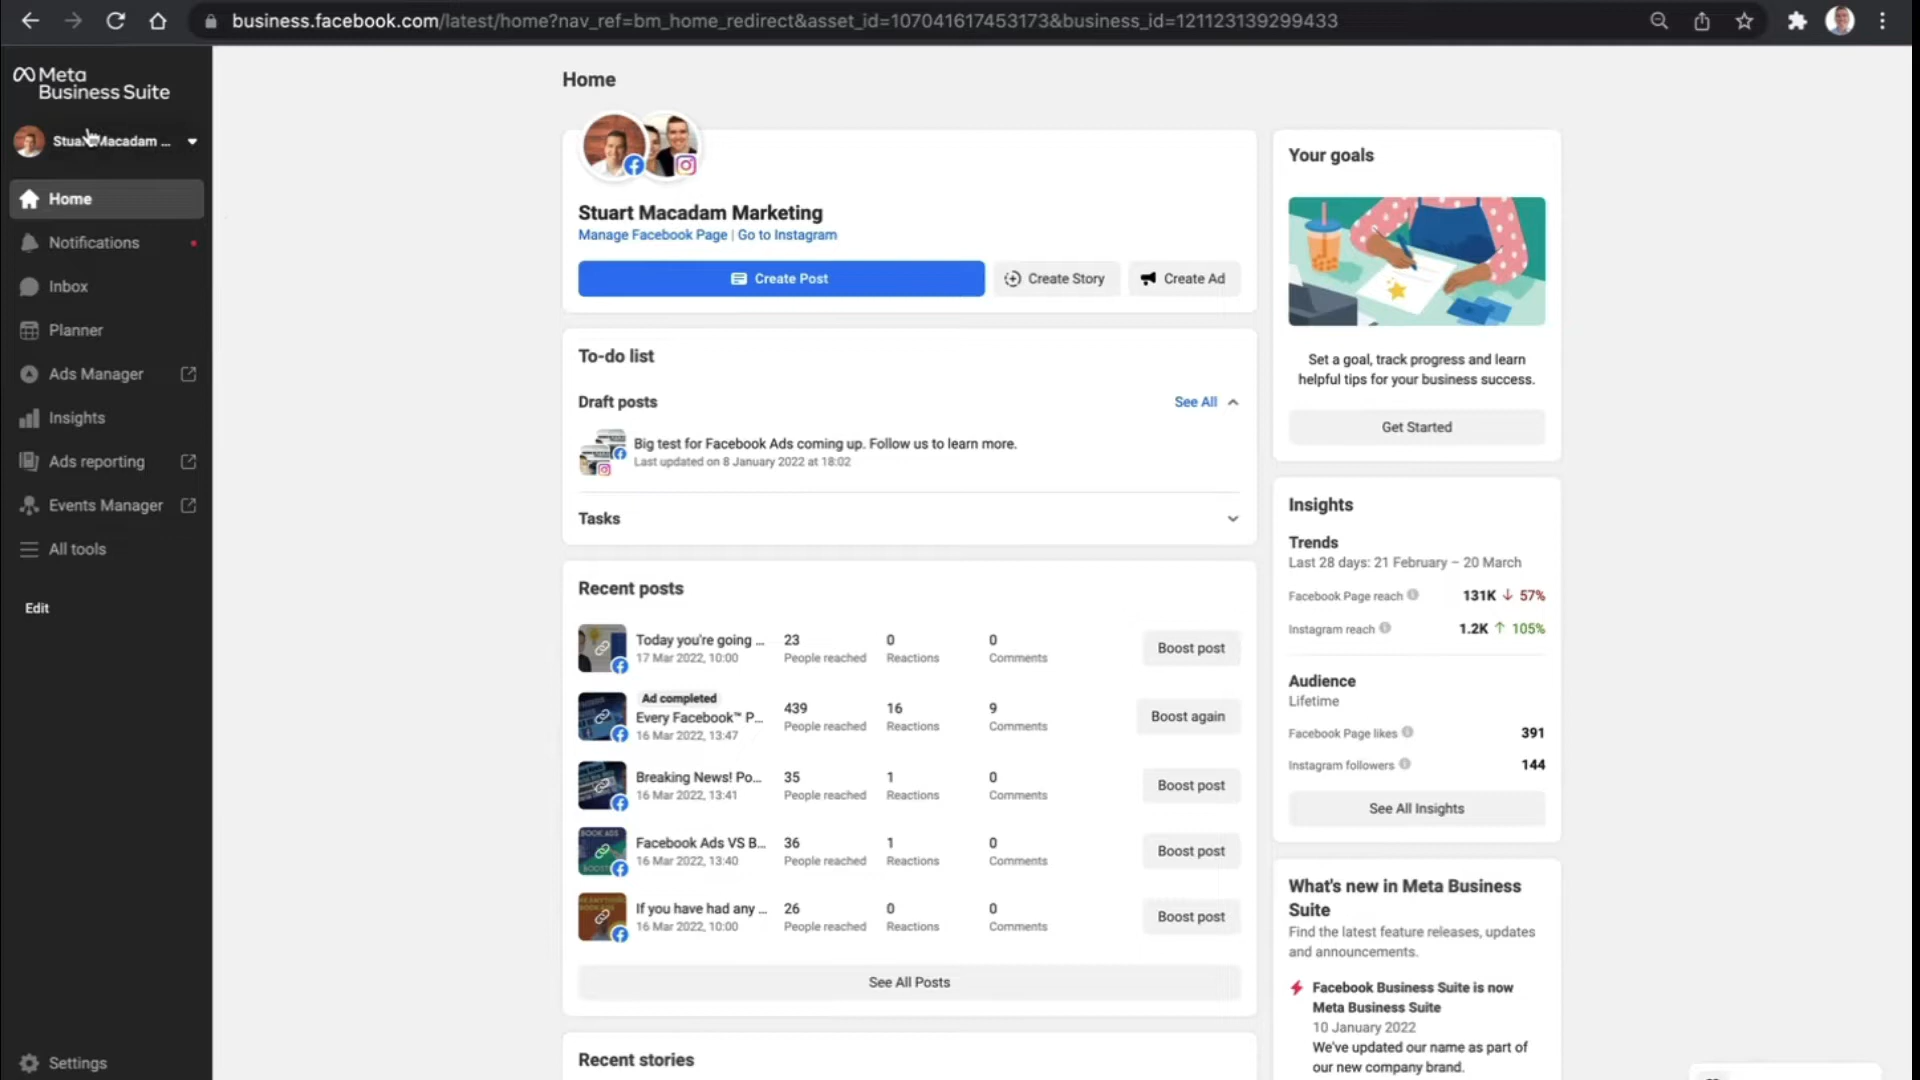 business.facebook.com/latest/home?nav_ref=bm_home_redirect&asset_id=107041617453173&business_id=121123139299433
Meta
Business Suite
Stuart Macadam ...
Home
Notifications
Inbox
Planner
Ads Manager
Insights
Ads reporting
Events Manager
All tools
Edit
Settings
Home
Stuart Macadam Marketing
Manage Facebook Page | Go to Instagram
Create Post
Create Story
Create Ad
To-do list
Draft posts
See All
Big test for Facebook Ads coming up. Follow us to learn more.
Last updated on 8 January 2022 at 18:02
Tasks
Recent posts
Today you're going ... 23 0 0
17 Mar 2022, 10:00 People reached Reactions Comments
Boost post
Ad completed
Every Facebook™ P... 439 16 9
16 Mar 2022, 13:47 People reached Reactions Comments
Boost again
Breaking News! Po... 35 1 0
16 Mar 2022, 13:41 People reached Reactions Comments
Boost post
BOOK ADS
BOOST
Facebook Ads VS B... 36 1 0
16 Mar 2022, 13:40 People reached Reactions Comments
Boost post
If you have had any ... 26 0 0
16 Mar 2022, 10:00 People reached Reactions Comments
Boost post
See All Posts
Recent stories
Your goals
Set a goal, track progress and learn
helpful tips for your business success.
Get Started
Insights
Trends
Last 28 days: 21 February – 20 March
Facebook Page reach 131K ↓ 57%
Instagram reach 1.2K ↑ 105%
Audience
Lifetime
Facebook Page likes 391
Instagram followers 144
See All Insights
What's new in Meta Business
Suite
Find the latest feature releases, updates
and announcements.
Facebook Business Suite is now
Meta Business Suite
10 January 2022
We've updated our name as part of
our new company brand.